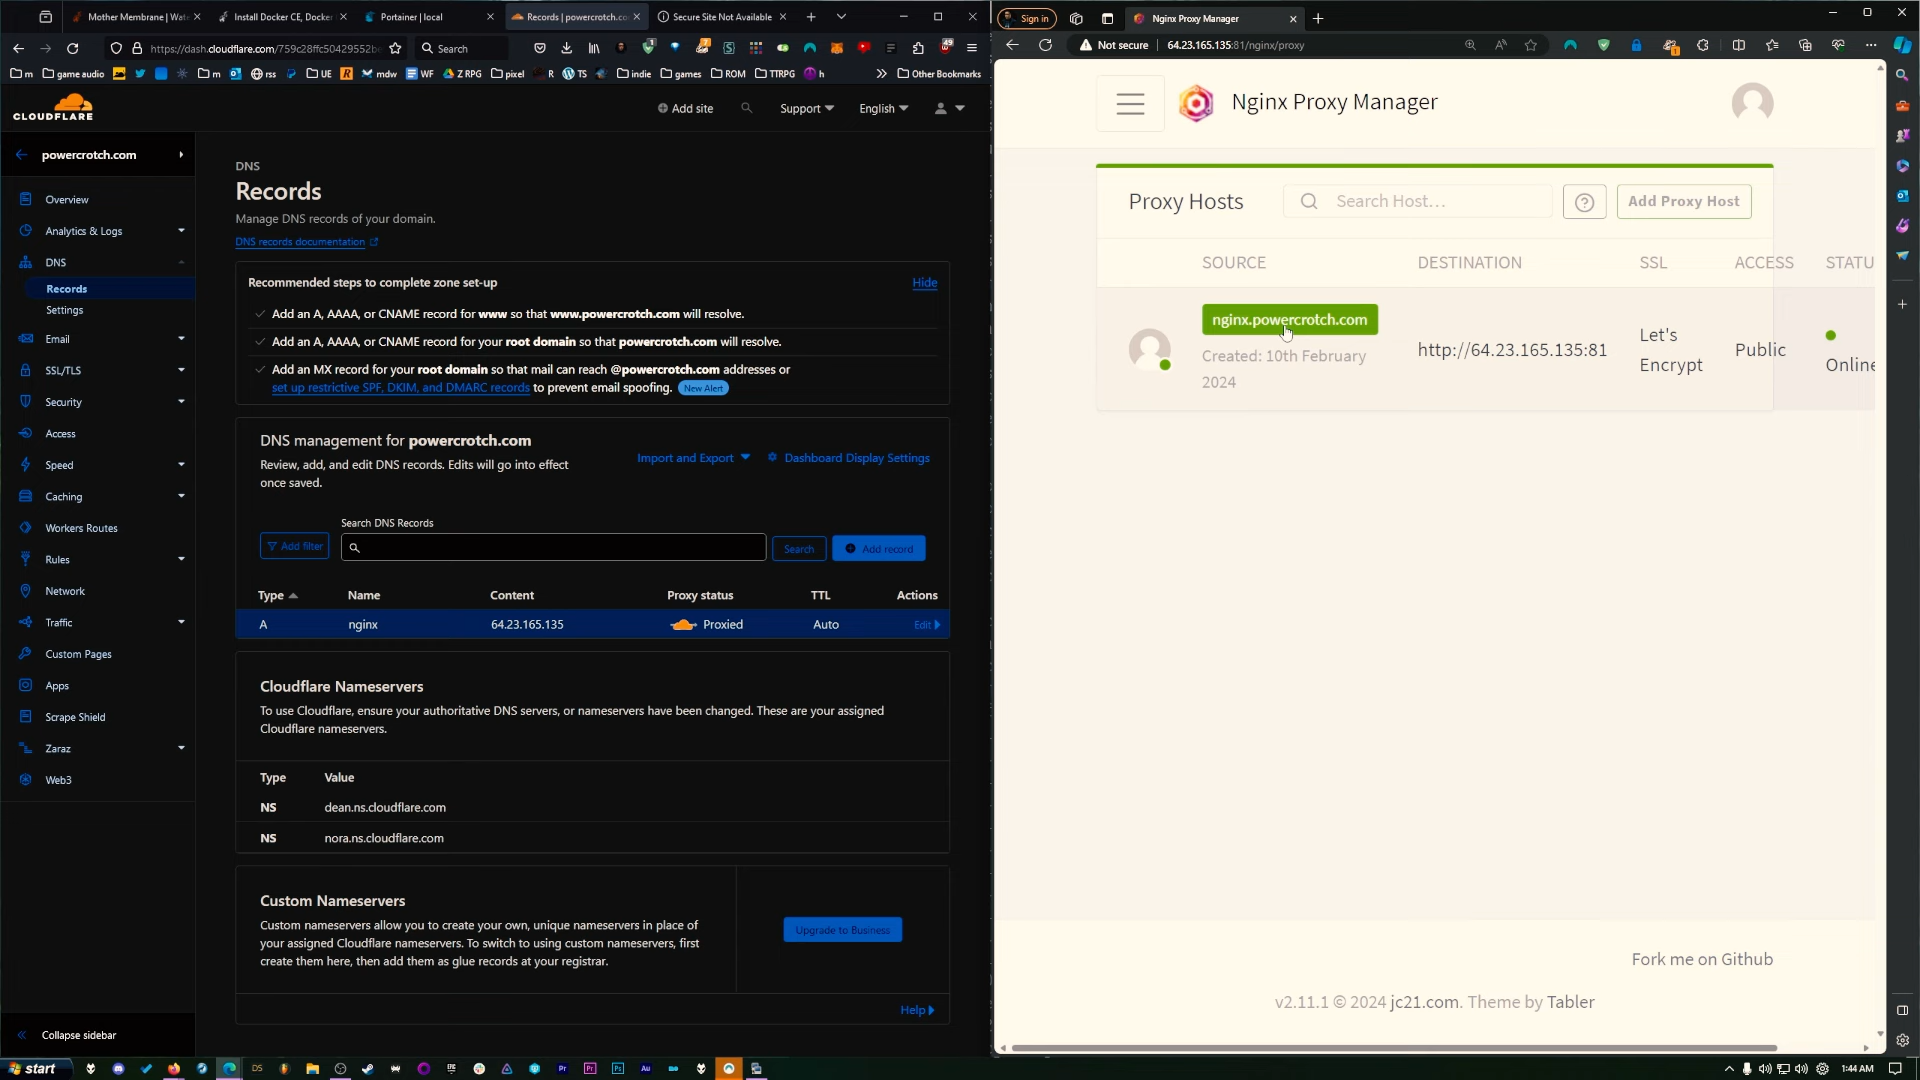 Mother Membrane | Wat
Install Docker CE, Docker
Portainer | local
Records | powercrotch.co
Secure Site Not Available
https://dash.cloudflare.com/759c28ffc50429552b
Search
m
game audio
m
rss
UE
mdw
WF
Z RPG
pixel
R
TS
indie
games
ROM
TTRPG
h
Other Bookmarks
CLOUDFLARE
Add site
Support
English
powercrotch.com
Overview
Analytics & Logs
DNS
Records
Settings
Email
SSL/TLS
Security
Access
Speed
Caching
Workers Routes
Rules
Network
Traffic
Custom Pages
Apps
Scrape Shield
Zaraz
Web3
Collapse sidebar
DNS
Records
Manage DNS records of your domain.
DNS records documentation
Recommended steps to complete zone set-up
Hide
Add an A, AAAA, or CNAME record for www so that www.powercrotch.com will resolve.
Add an A, AAAA, or CNAME record for your root domain so that powercrotch.com will resolve.
Add an MX record for your root domain so that mail can reach @powercrotch.com addresses or
set up restrictive SPF, DKIM, and DMARC records to prevent email spoofing. New Alert
DNS management for powercrotch.com
Review, add, and edit DNS records. Edits will go into effect
once saved.
Import and Export
Dashboard Display Settings
Search DNS Records
Add filter
Search
Add record
Type Name Content Proxy status TTL Actions
A nginx 64.23.165.135 Proxied Auto Edit
Cloudflare Nameservers
To use Cloudflare, ensure your authoritative DNS servers, or nameservers have been changed. These are your assigned
Cloudflare nameservers.
Type Value
NS dean.ns.cloudflare.com
NS nora.ns.cloudflare.com
Custom Nameservers
Custom nameservers allow you to create your own, unique nameservers in place of
your assigned Cloudflare nameservers. To switch to using custom nameservers, first
create them here, then add them as glue records at your registrar.
Upgrade to Business
Help
Sign in
Nginx Proxy Manager
Not secure
64.23.165.135:81/nginx/proxy
Nginx Proxy Manager
Proxy Hosts
Search Host...
Add Proxy Host
SOURCE DESTINATION SSL ACCESS STATU
nginx.powercrotch.com
Created: 10th February
2024
http://64.23.165.135:81
Let's
Encrypt
Public
Online
Fork me on Github
v2.11.1 © 2024 jc21.com. Theme by Tabler
start
1:44 AM